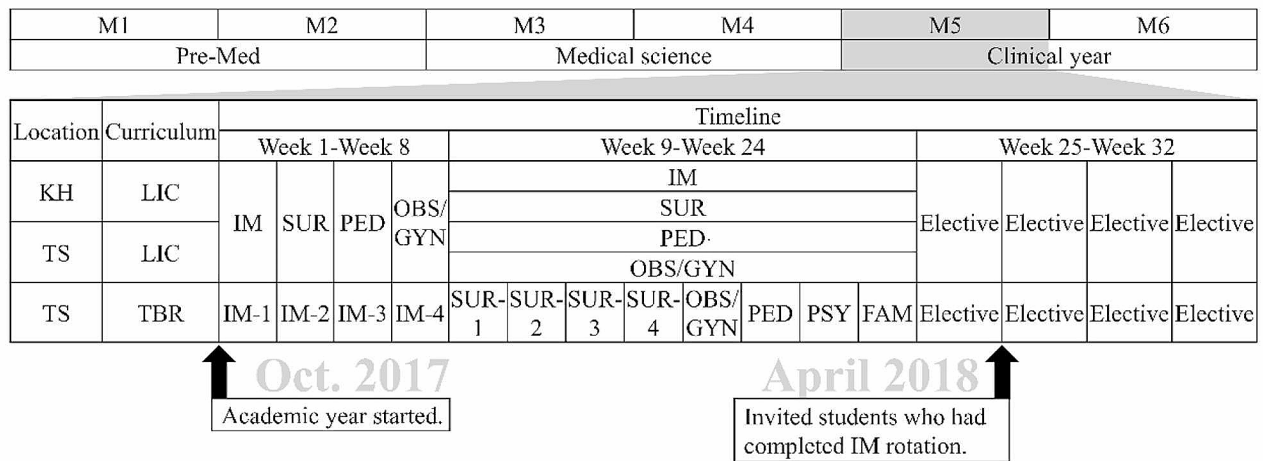 M1 M2 M3 M4 M5 M6
Pre-Med Medical science Clinical year
Location Curriculum Timeline
Week 1-Week 8 Week 9-Week 24 Week 25-Week 32
KH LIC IM SUR PED OBS/
GYN IM
SUR
PED·
OBS/GYN
Elective Elective Elective Elective
TS LIC
TS TBR IM-1 IM-2 IM-3 IM-4 SUR-
1 SUR-
2 SUR-
3 SUR-
4 OBS/
GYN PED PSY FAM Elective Elective Elective Elective
Oct. 2017 April 2018
Academic year started.
Invited students who had
completed IM rotation.